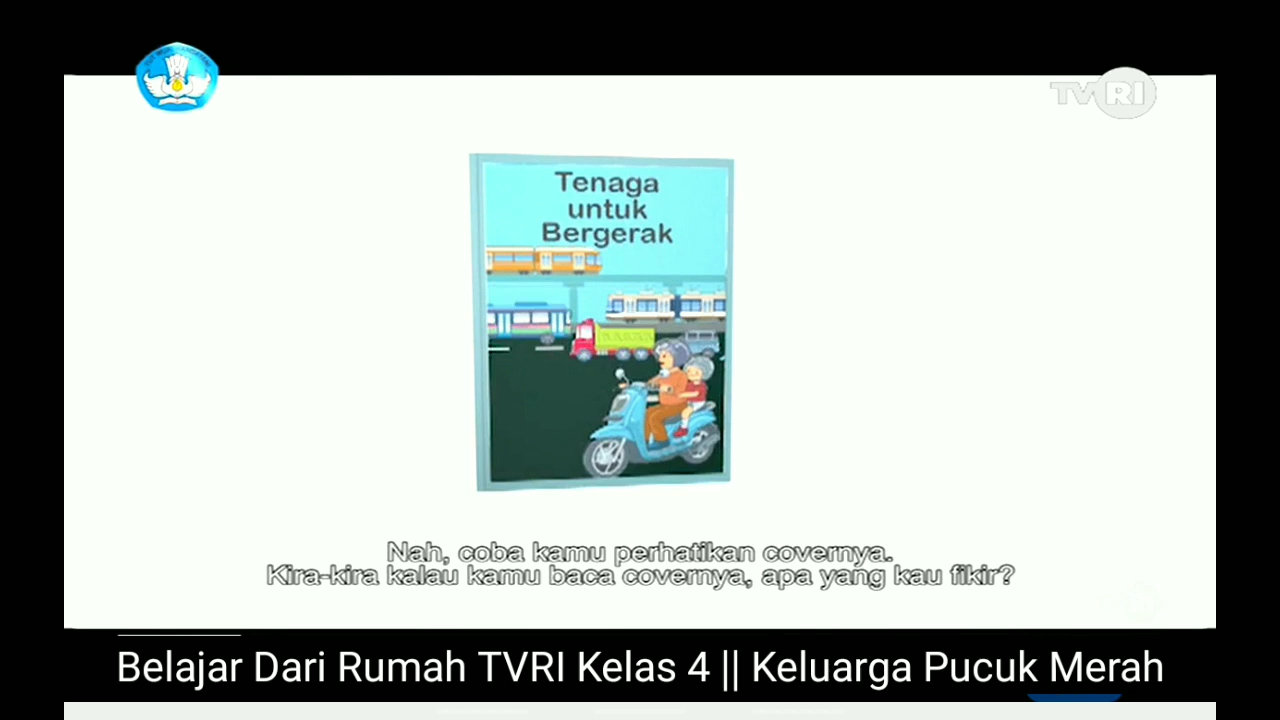 TVRI
Tenaga
untuk
Bergerak
Nah, coba kamu perhatikan covernya.
Kira-kira kalau kamu baca covernya, apa yang kau fikir?
Belajar Dari Rumah TVRI Kelas 4 || Keluarga Pucuk Merah